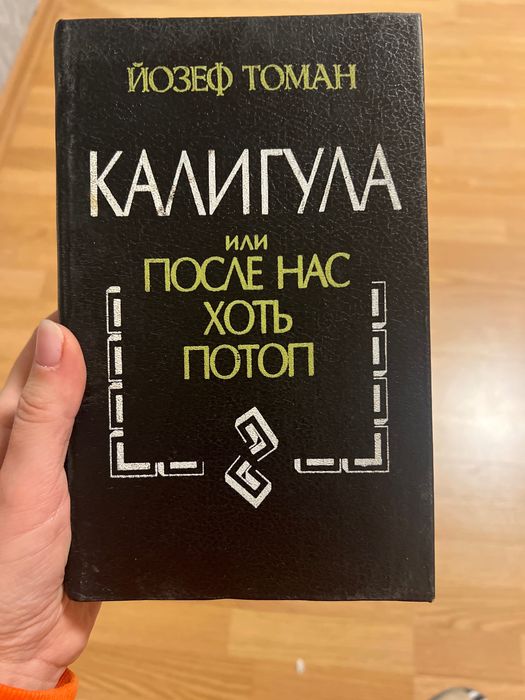 ЙОЗЕФ ТОМАН
КАЛИГУЛА
ИЛИ
ПОСЛЕ НАС
ХОТЬ
ПОТОП